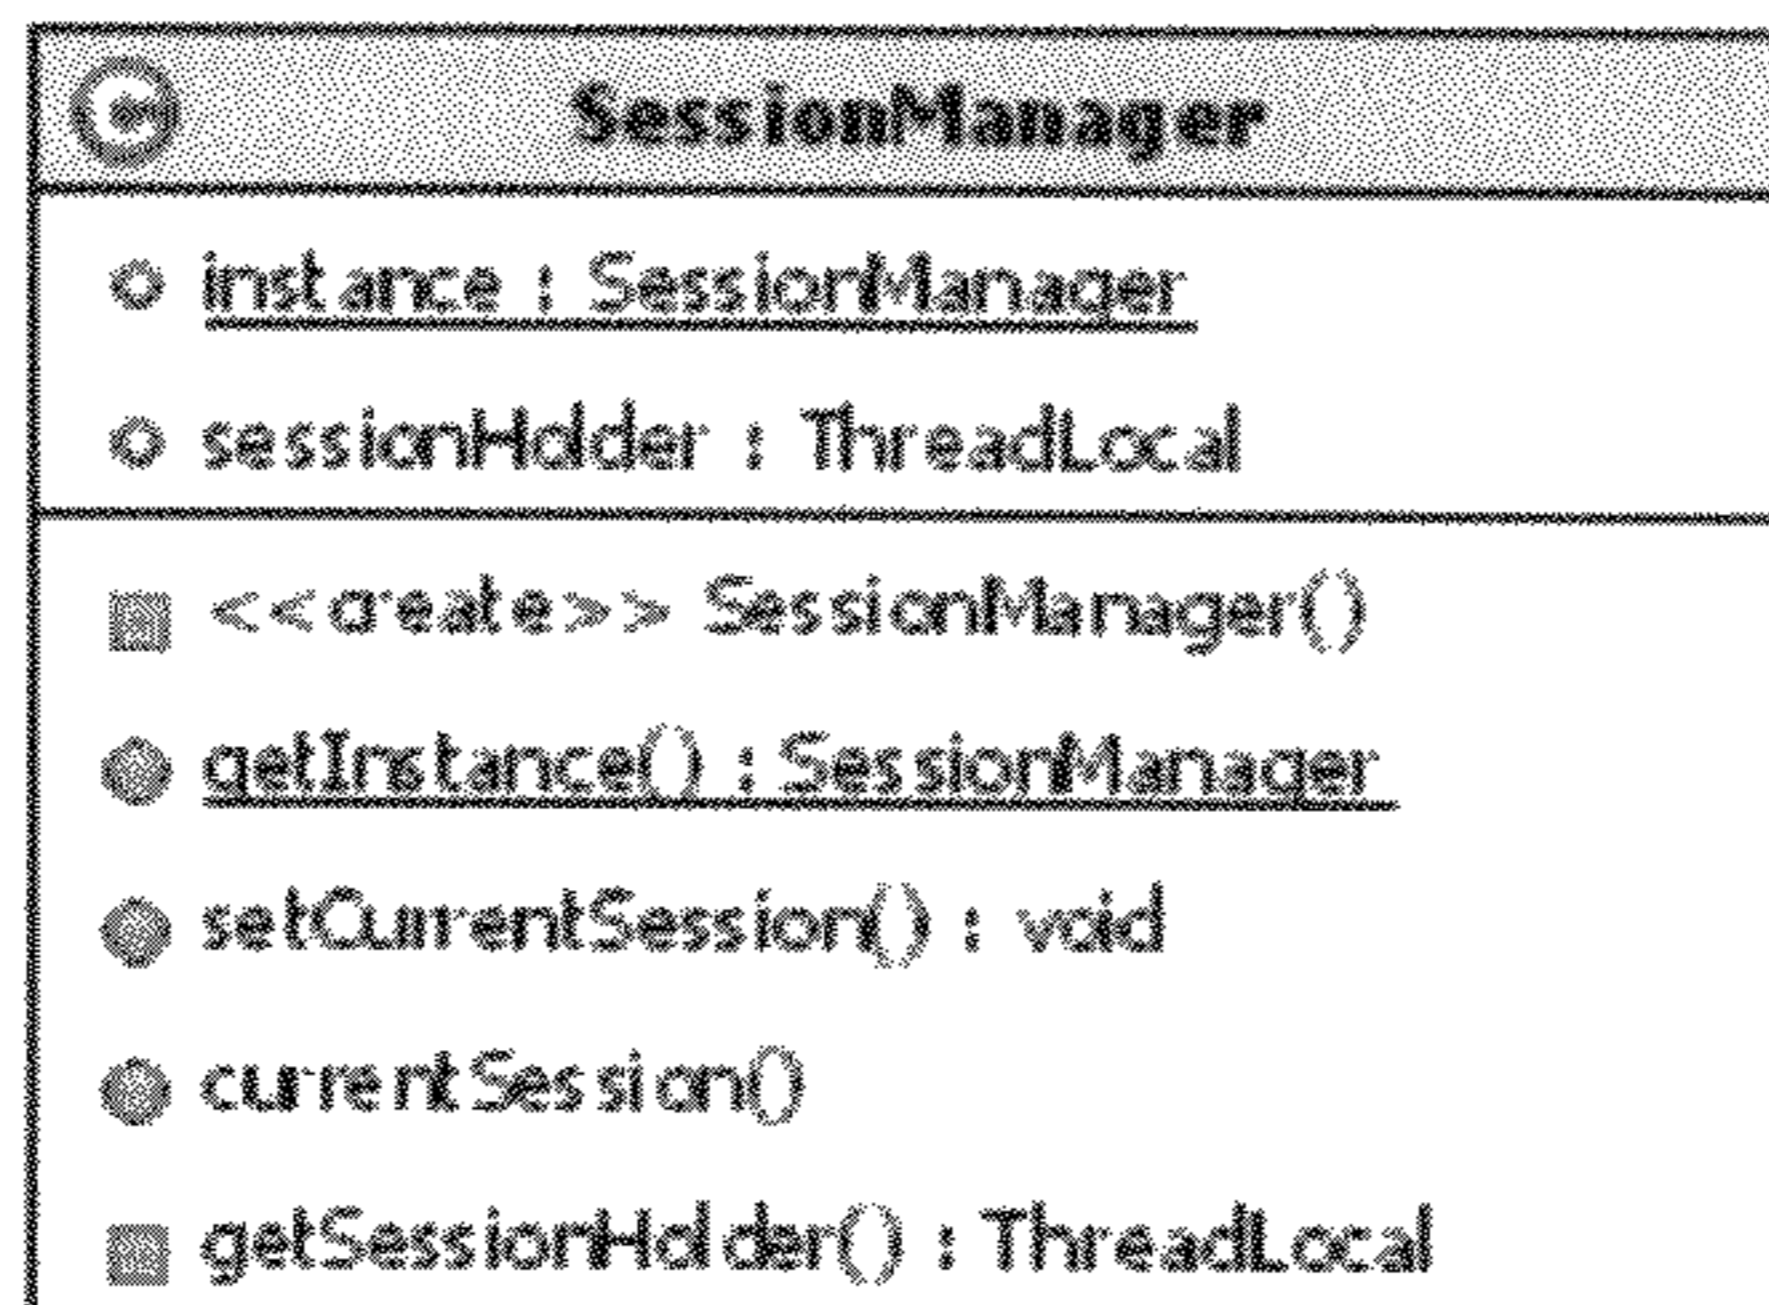 SessionManager
instance : SessionManager
sessionHolder : ThreadLocal
<<create>> SessionManager()
getInstance() : SessionManager
setCurrentSession() : void
currentSession()
getSessionHolder() : ThreadLocal